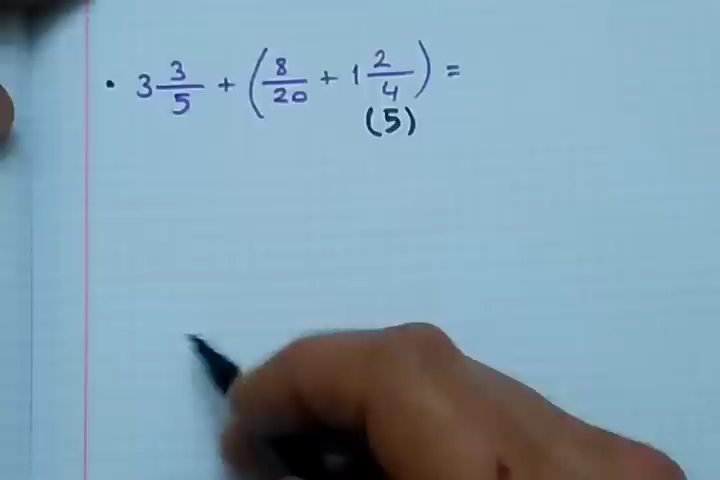 • 3 3/5 + (8/20 + 1 2/4) =
(5)